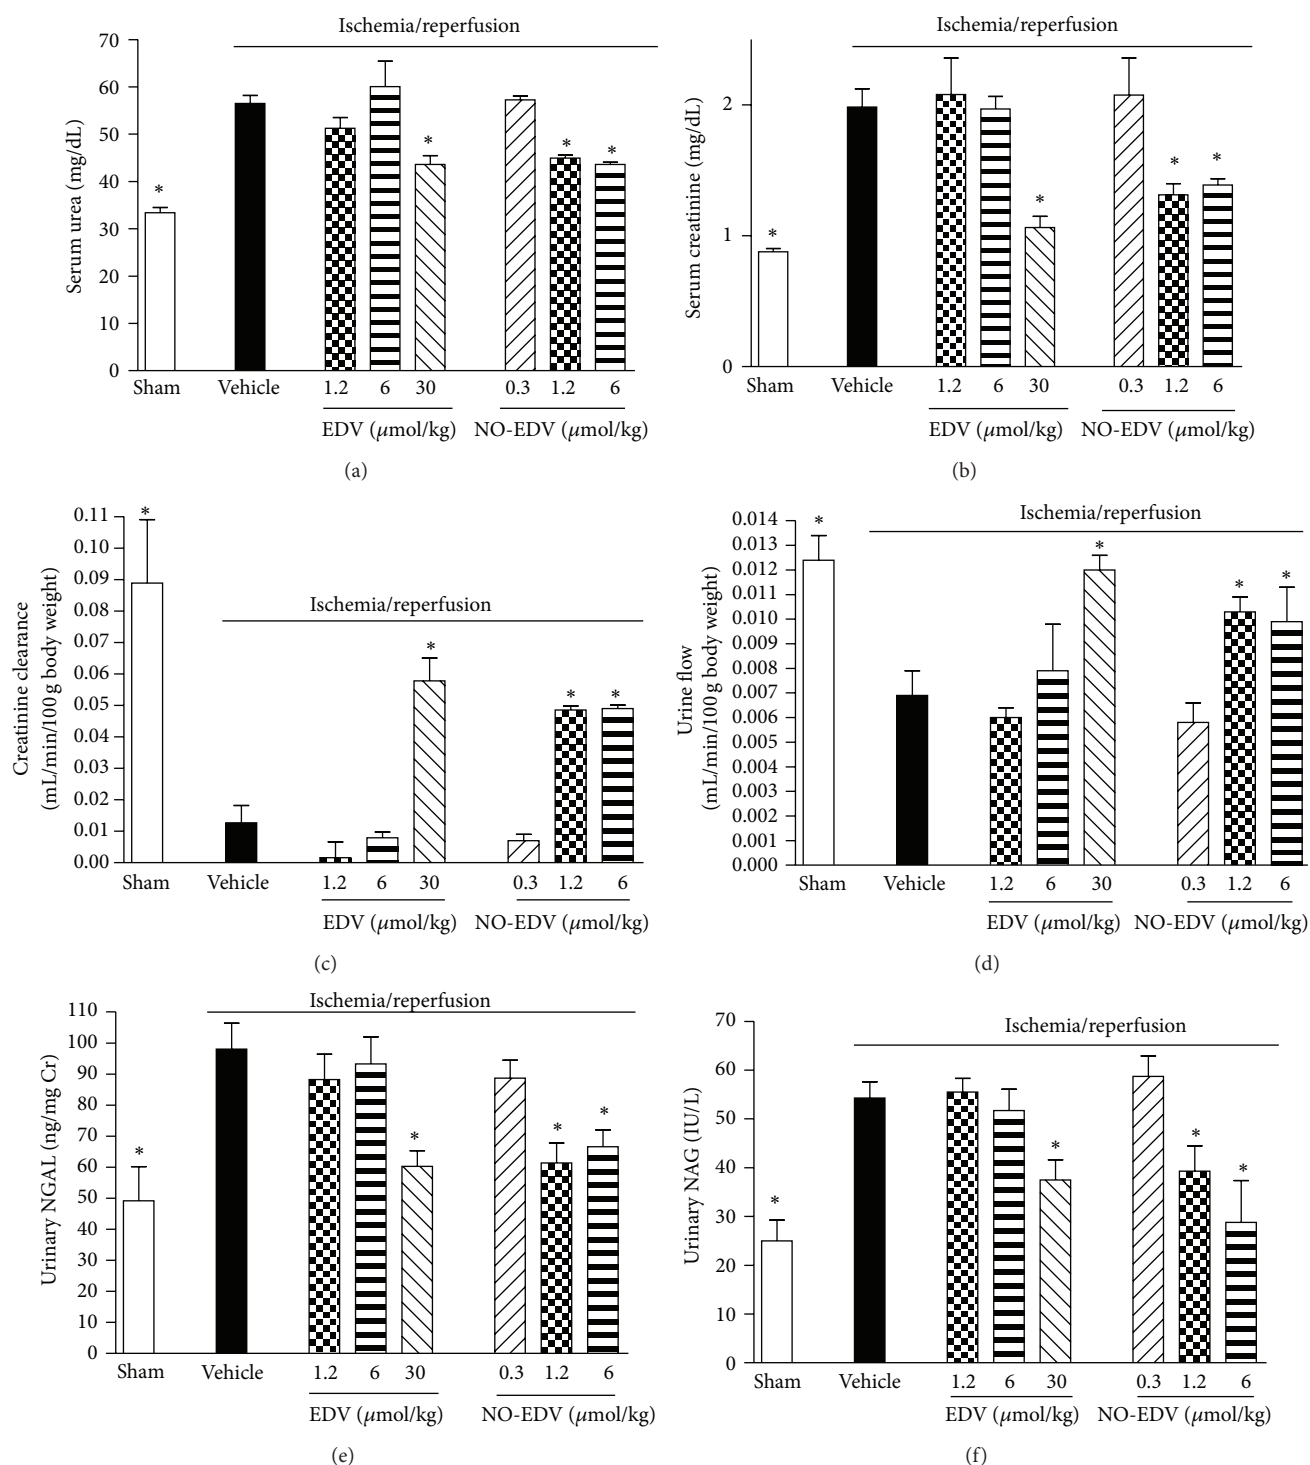 Ischemia/reperfusion
Serum urea (mg/dL)
70
60
50
40
30
20
10
0
* * * *
Sham Vehicle 1.2 6 30 0.3 1.2 6
EDV (μmol/kg) NO-EDV (μmol/kg)
(a)
Ischemia/reperfusion
Serum creatinine (mg/dL)
2
1
0
* * * *
Sham Vehicle 1.2 6 30 0.3 1.2 6
EDV (μmol/kg) NO-EDV (μmol/kg)
(b)
Ischemia/reperfusion
Creatinine clearance
(mL/min/100 g body weight)
0.11
0.10
0.09
0.08
0.07
0.06
0.05
0.04
0.03
0.02
0.01
0.00
* * * *
Sham Vehicle 1.2 6 30 0.3 1.2 6
EDV (μmol/kg) NO-EDV (μmol/kg)
(c)
Ischemia/reperfusion
Urine flow
(mL/min/100 g body weight)
0.014
0.013
0.012
0.011
0.010
0.009
0.008
0.007
0.006
0.005
0.004
0.003
0.002
0.001
0.000
* * * *
Sham Vehicle 1.2 6 30 0.3 1.2 6
EDV (μmol/kg) NO-EDV (μmol/kg)
(d)
Ischemia/reperfusion
Urinary NGAL (ng/mg Cr)
110
100
90
80
70
60
50
40
30
20
10
0
* * * *
Sham Vehicle 1.2 6 30 0.3 1.2 6
EDV (μmol/kg) NO-EDV (μmol/kg)
(e)
Ischemia/reperfusion
Urinary NAG (IU/L)
70
60
50
40
30
20
10
0
* * * *
Sham Vehicle 1.2 6 30 0.3 1.2 6
EDV (μmol/kg) NO-EDV (μmol/kg)
(f)